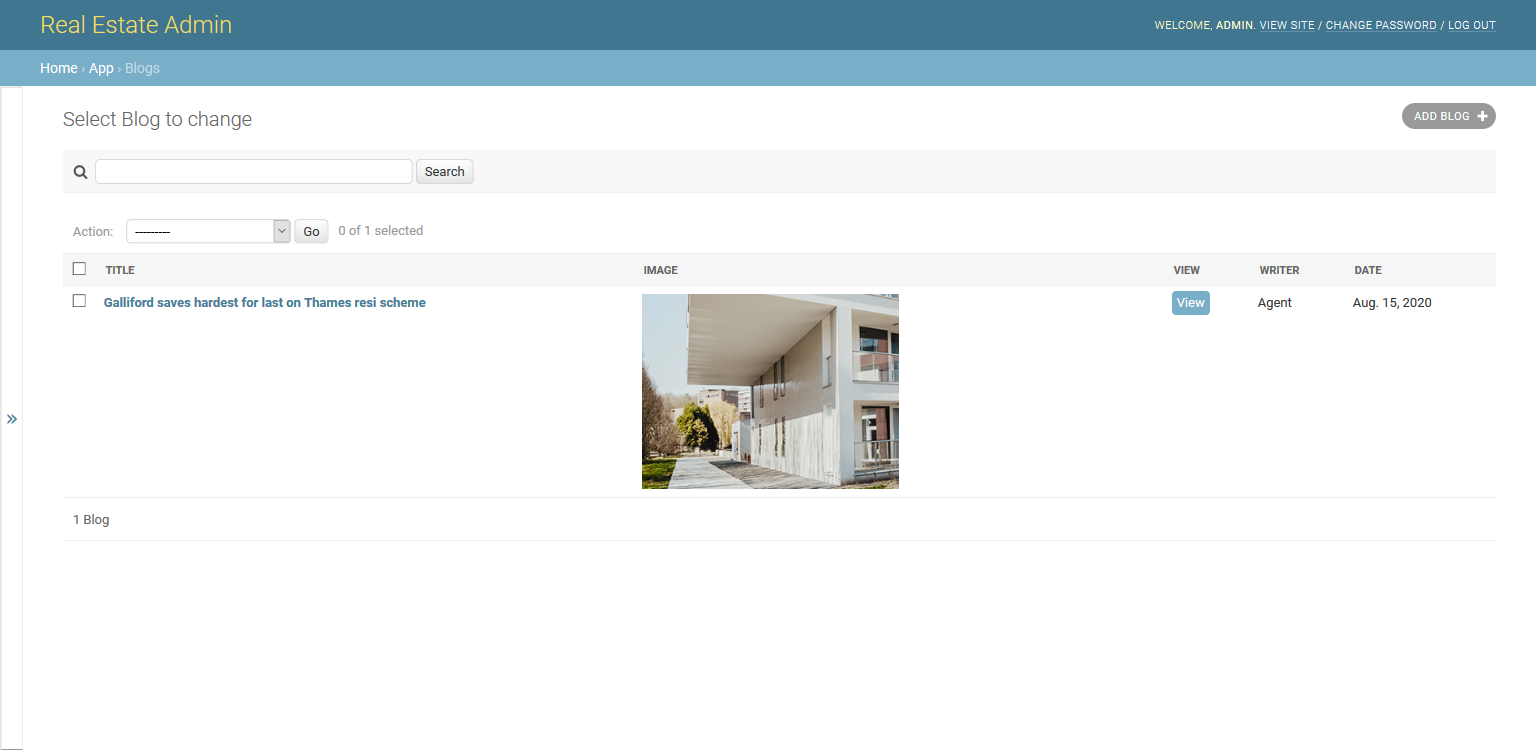 Real Estate Admin
WELCOME, ADMIN. VIEW SITE / CHANGE PASSWORD / LOG OUT
Home › App › Blogs
Select Blog to change
ADD BLOG +
Search
Action: --------- Go 0 of 1 selected
TITLE IMAGE VIEW WRITER DATE
Galliford saves hardest for last on Thames resi scheme View Agent Aug. 15, 2020
»
1 Blog